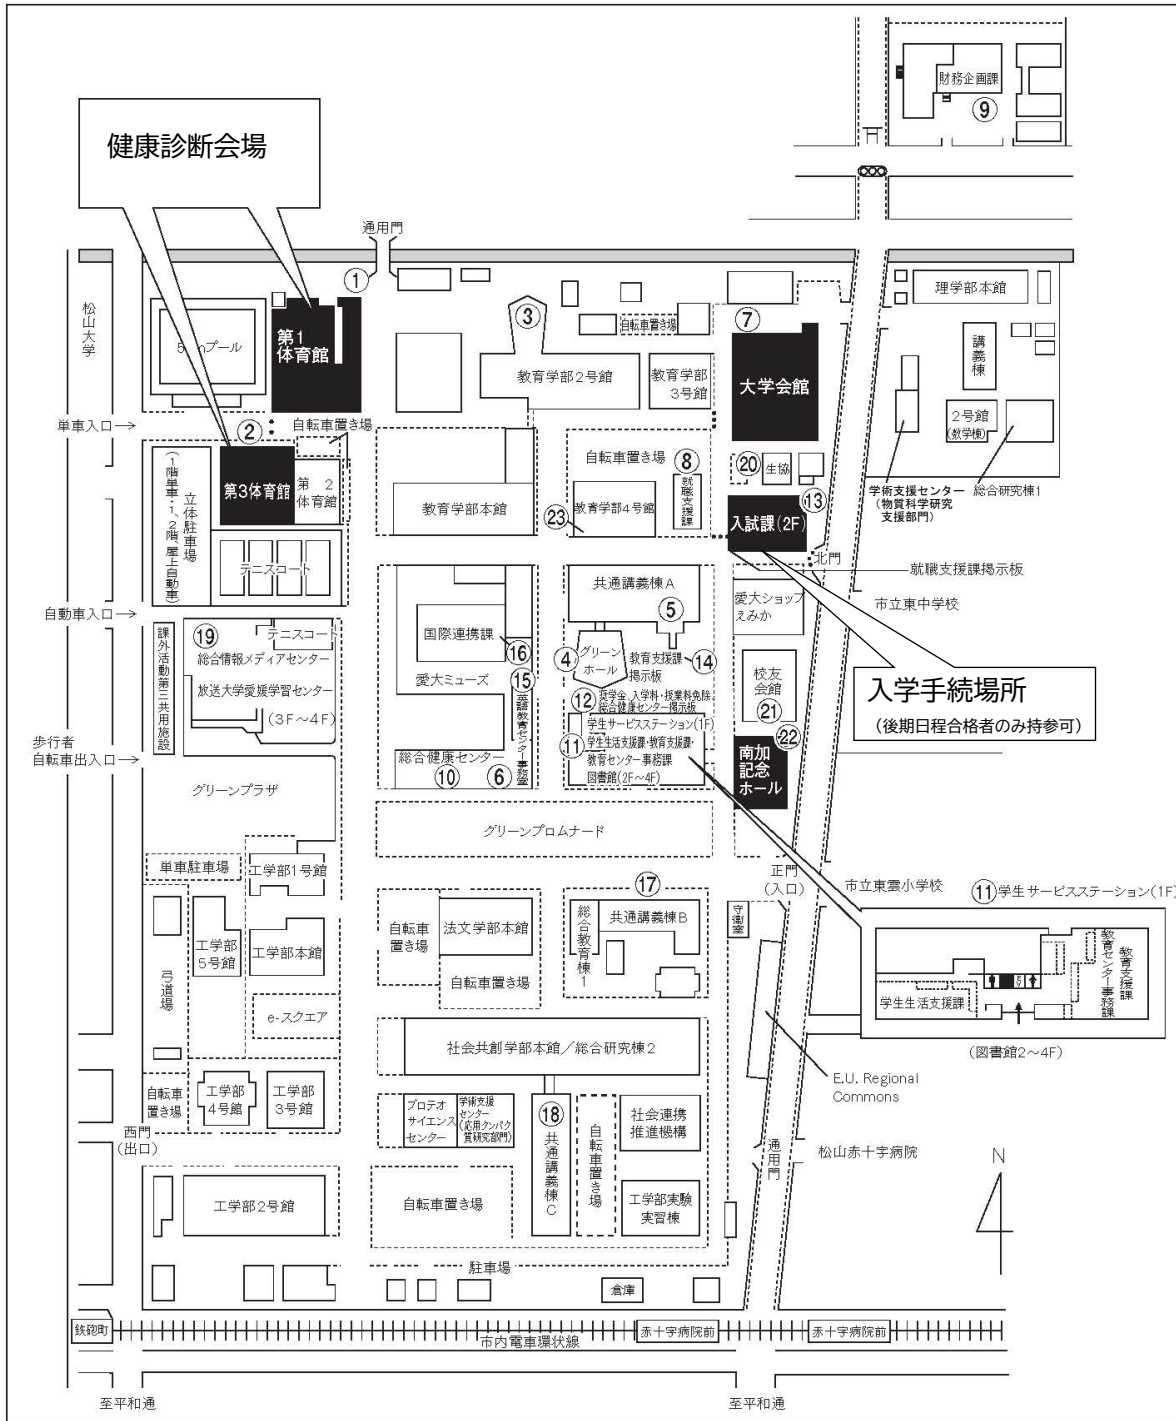 財務企画課
⑨
健康診断会場
通用門
①
松山大学
プール
第1
体育館
③
自転車置き場
⑦
理学部本館
講義棟
教育学部2号館
教育学部
3号館
大学会館
2号館
(数学棟)
単車入口→
②
自転車置き場
自転車置き場
⑧
就職支援課
⑳
生協
⑬
学術支援センター
(物質科学研究
支援部門)
総合研究棟1
立体駐車場
(1階単車・1、2階、屋上自動車)
第3体育館
第2
体育館
教育学部本館
㉓
教育学部4号館
入試課(2F)
北門
就職支援課掲示板
テニスコート
共通講義棟A
⑤
愛大ショップ
えみか
市立東中学校
自動車入口→
課外活動第三共用施設
⑲
テニスコート
総合情報メディアセンター
放送大学愛媛学習センター
(3F〜4F)
国際連携課
⑯
愛大ミューズ
⑮
英語教育センター事務室
④
グリーン
ホール
教育支援課
掲示板
⑭
校友
会館
㉑
入学手続場所
(後期日程合格者のみ持参可)
⑫
奨学金、入学料・授業料免除、
総合健康センター掲示板
学生サービスステーション(1F)
⑪
学生生活支援課・教育支援課・
教育センター事務課
図書館(2F〜4F)
㉒
南加
記念
ホール
歩行者
自転車出入口→
総合健康センター
⑩
⑥
グリーンプラザ
グリーンプロムナード
単車駐車場
工学部1号館
正門
(入口)
市立東雲小学校
⑰
⑪学生サービスステーション(1F)
弓道場
工学部
5号館
工学部本館
自転車
置き場
法文学部本館
自転車置き場
総合教育棟1
共通講義棟B
守衛室
学生生活支援課
教育センター事務課
教育支援課
(図書館2〜4F)
e-スクエア
社会共創学部本館/総合研究棟2
E.U. Regional
Commons
自転車
置き場
工学部
4号館
工学部
3号館
プロテオ
サイエンス
センター
学術支援
センター
(応用タンパク
質研究部門)
⑱
共通講義棟C
自転車置き場
社会連携
推進機構
西門
(出口)
通用門
松山赤十字病院
N
工学部2号館
自転車置き場
工学部実験
実習棟
駐車場
倉庫
鉄砲町
市内電車環状線
赤十字病院前
赤十字病院前
至平和通
至平和通